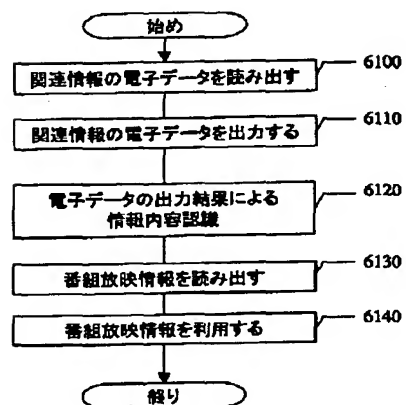 始め
関連情報の電子データを読み出す
6100
関連情報の電子データを出力する
6110
電子データの出力結果による
情報内容認識
6120
番組放映情報を読み出す
6130
番組放映情報を利用する
6140
終り